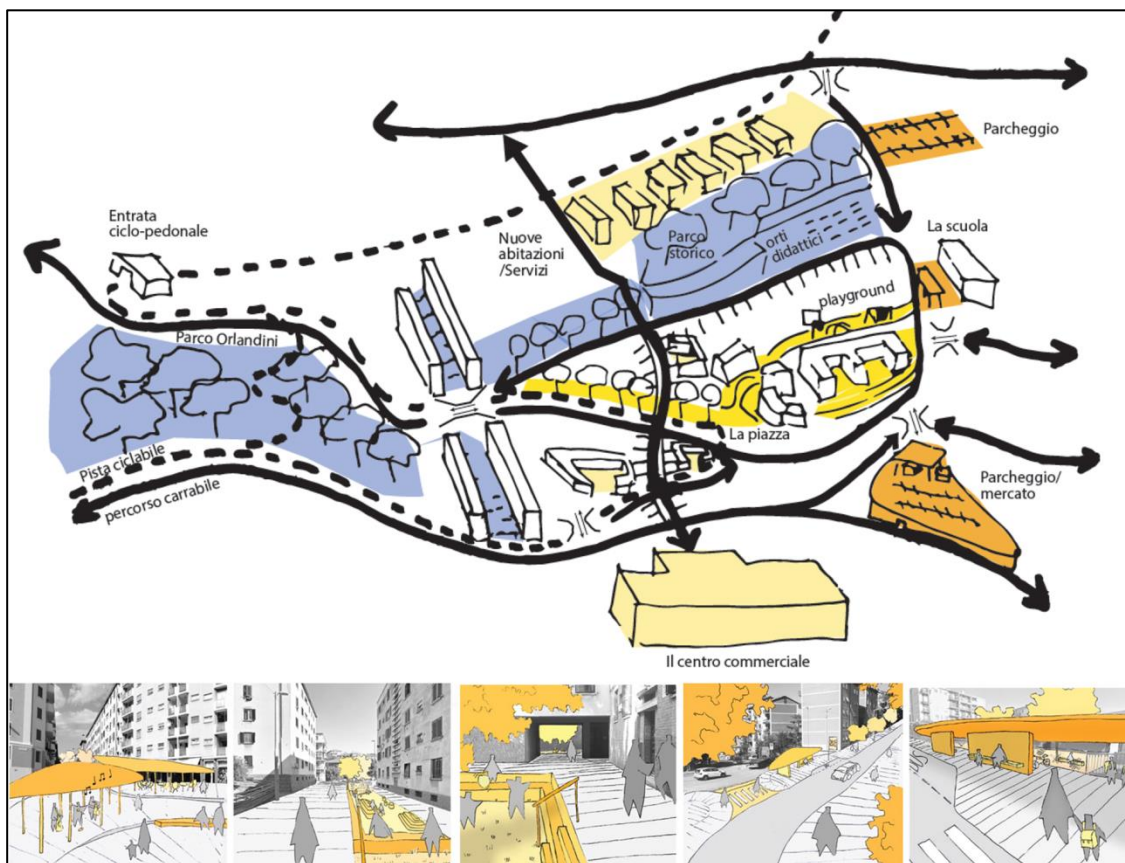 Parcheggio
Entrata
ciclo-pedonale
Nuove
abitazioni
/Servizi
Parco
storico
orti
didattici
La scuola
playground
Parco Orlandini
La piazza
Pista ciclabile
percorso carrabile
Parcheggio/
mercato
Il centro commerciale